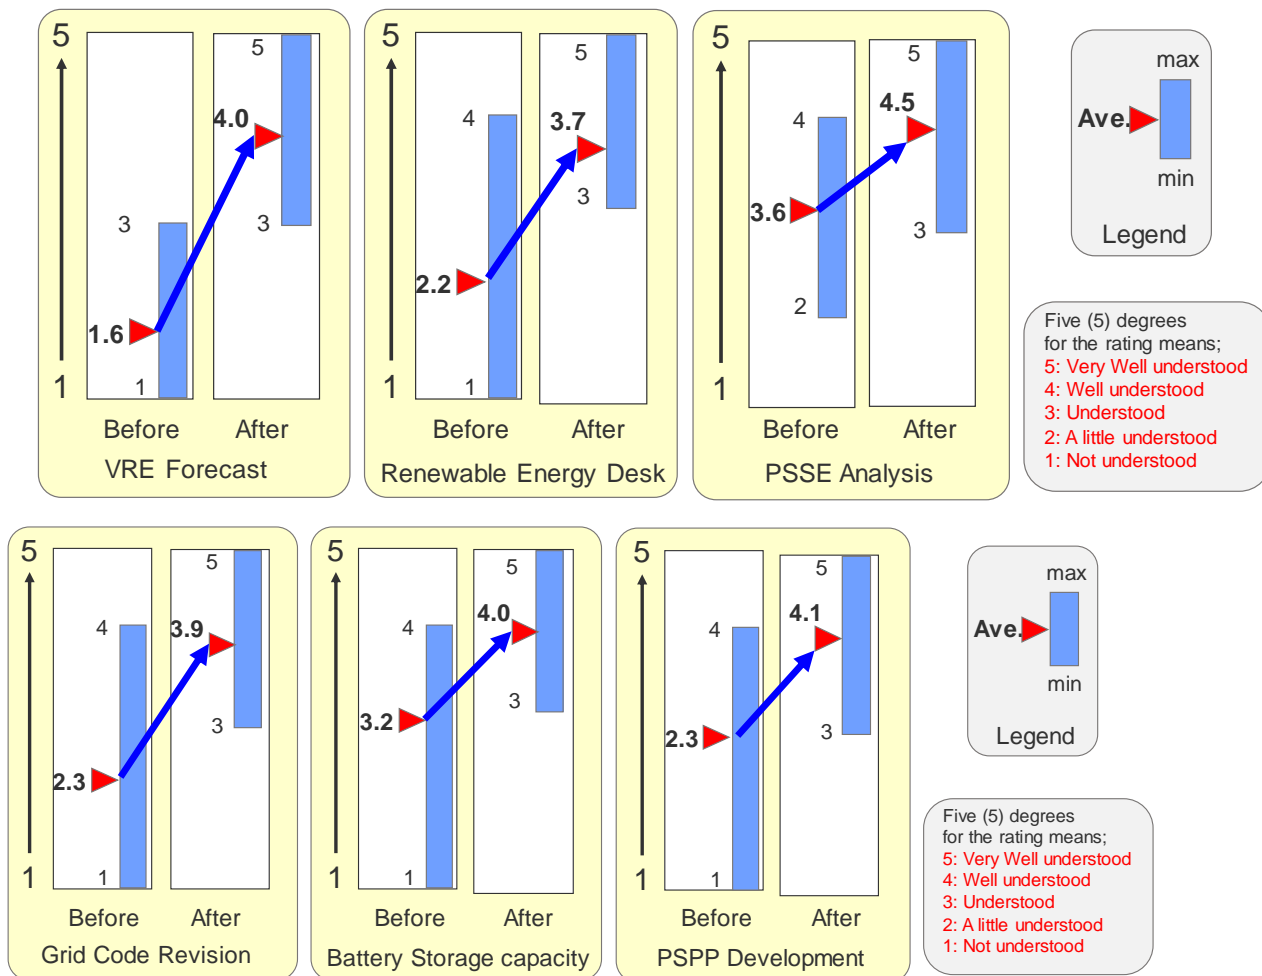 5
5
4.0
3
3
1.6
1
1
Before
After
VRE Forecast
5
5
4
3.7
3
2.2
1
1
Before
After
Renewable Energy Desk
5
5
4
4.5
3.6
3
2
1
Before
After
PSSE Analysis
max
Ave.
min
Legend
Five (5) degrees
for the rating means;
5: Very Well understood
4: Well understood
3: Understood
2: A little understood
1: Not understood
5
5
4
3.9
3
2.3
1
1
Before
After
Grid Code Revision
5
5
4
4.0
3.2
3
1
1
Before
After
Battery Storage capacity
5
5
4
4.1
2.3
3
1
1
Before
After
PSPP Development
max
Ave.
min
Legend
Five (5) degrees
for the rating means;
5: Very Well understood
4: Well understood
3: Understood
2: A little understood
1: Not understood